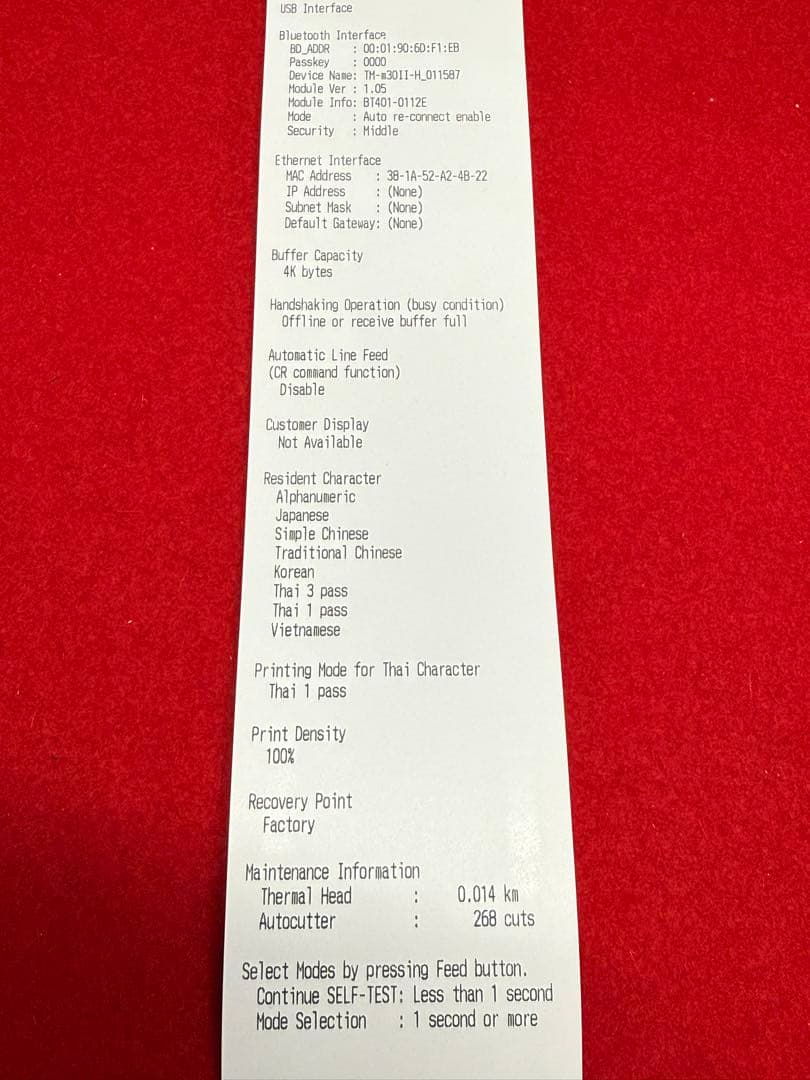 USB Interface
Bluetooth Interface
BD_ADDR : 00:01:90:6D:F1:EB
Passkey : 0000
Device Name: TM-m30II-H_011587
Module Ver : 1.05
Module Info: BT401-0112E
Mode : Auto re-connect enable
Security : Middle
Ethernet Interface
MAC Address : 38-1A-52-A2-4B-22
IP Address : (None)
Subnet Mask : (None)
Default Gateway: (None)
Buffer Capacity
4K bytes
Handshaking Operation (busy condition)
Offline or receive buffer full
Automatic Line Feed
(CR command function)
Disable
Customer Display
Not Available
Resident Character
Alphanumeric
Japanese
Simple Chinese
Traditional Chinese
Korean
Thai 3 pass
Thai 1 pass
Vietnamese
Printing Mode for Thai Character
Thai 1 pass
Print Density
100%
Recovery Point
Factory
Maintenance Information
Thermal Head : 0.014 km
Autocutter : 268 cuts
Select Modes by pressing Feed button.
Continue SELF-TEST: Less than 1 second
Mode Selection : 1 second or more